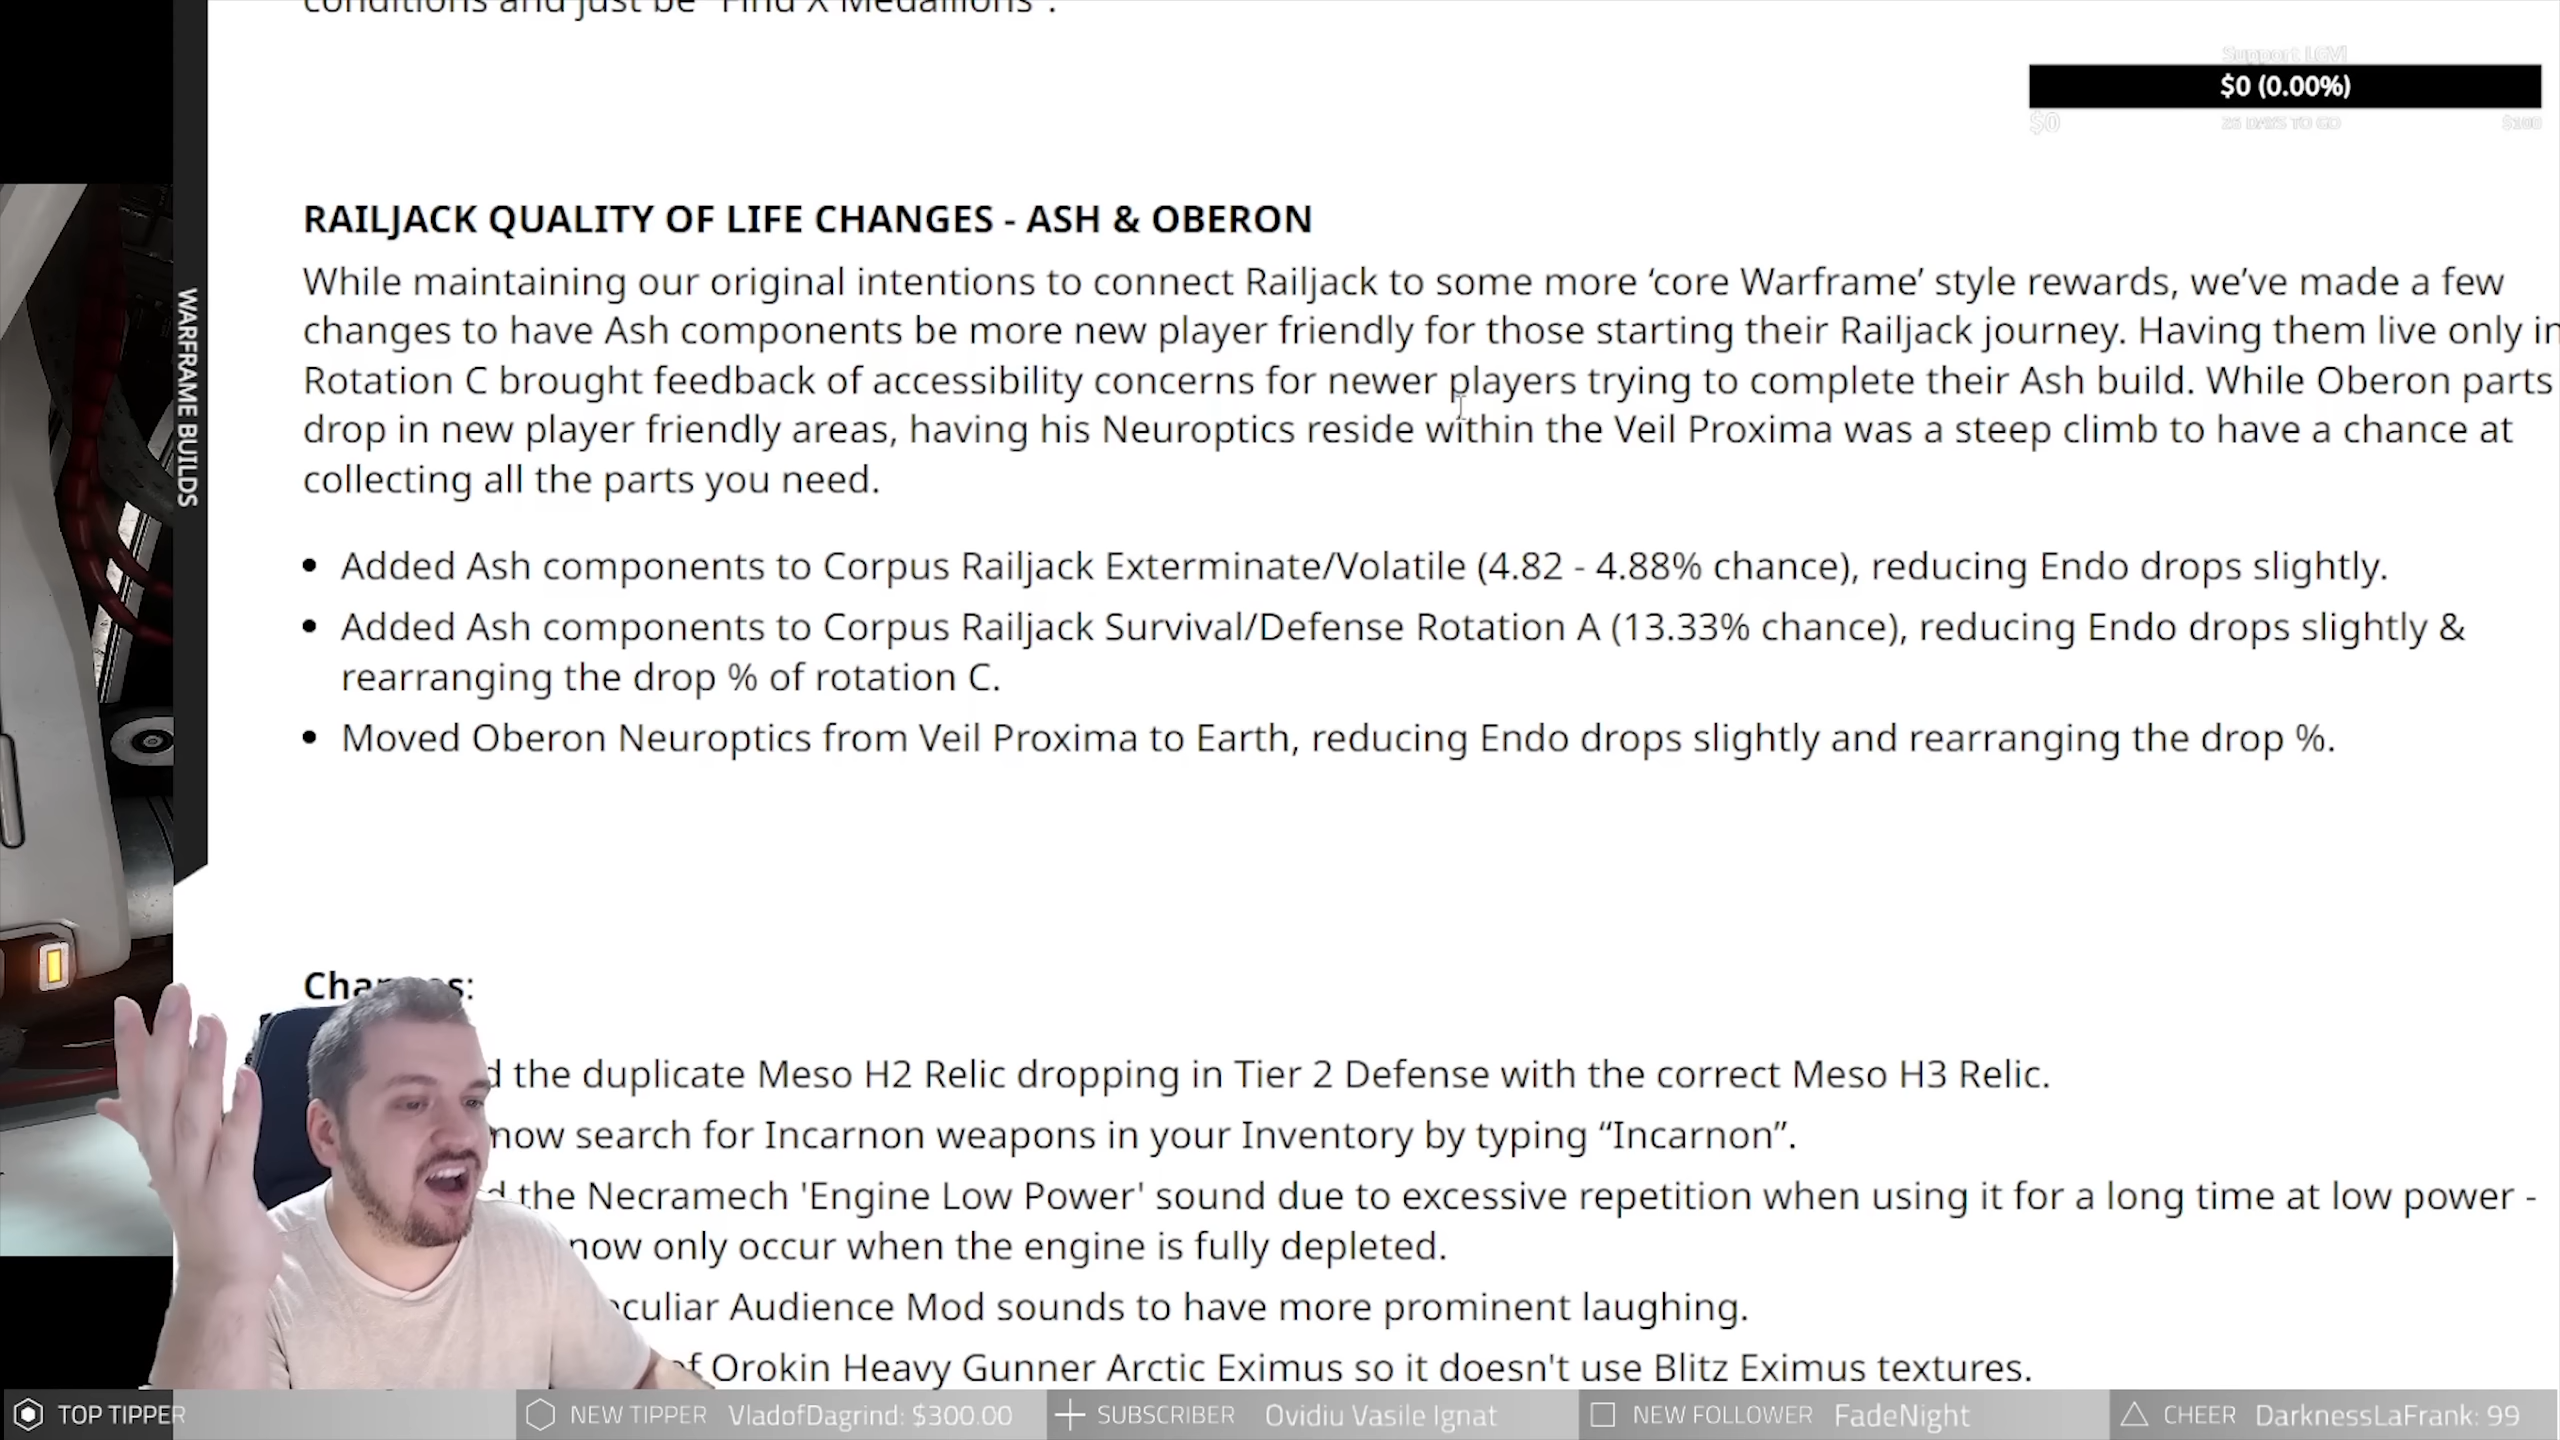 conditions and just be "Find X Medallions".
Support LGV!
$0 (0.00%)
$0
26 DAYS TO GO
$100
WARFRAME BUILDS
RAILJACK QUALITY OF LIFE CHANGES - ASH & OBERON
While maintaining our original intentions to connect Railjack to some more ‘core Warframe’ style rewards, we’ve made a few
changes to have Ash components be more new player friendly for those starting their Railjack journey. Having them live only in
Rotation C brought feedback of accessibility concerns for newer players trying to complete their Ash build. While Oberon parts
drop in new player friendly areas, having his Neuroptics reside within the Veil Proxima was a steep climb to have a chance at
collecting all the parts you need.
• Added Ash components to Corpus Railjack Exterminate/Volatile (4.82 - 4.88% chance), reducing Endo drops slightly.
• Added Ash components to Corpus Railjack Survival/Defense Rotation A (13.33% chance), reducing Endo drops slightly &
rearranging the drop % of rotation C.
• Moved Oberon Neuroptics from Veil Proxima to Earth, reducing Endo drops slightly and rearranging the drop %.
the duplicate Meso H2 Relic dropping in Tier 2 Defense with the correct Meso H3 Relic.
now search for Incarnon weapons in your Inventory by typing “Incarnon”.
the Necramech 'Engine Low Power' sound due to excessive repetition when using it for a long time at low power -
now only occur when the engine is fully depleted.
Audience Mod sounds to have more prominent laughing.
of Orokin Heavy Gunner Arctic Eximus so it doesn't use Blitz Eximus textures.
TOP TIPPER
NEW TIPPER VladofDagrind: $300.00
SUBSCRIBER Ovidiu Vasile Ignat
NEW FOLLOWER FadeNight
CHEER DarknessLaFrank: 99